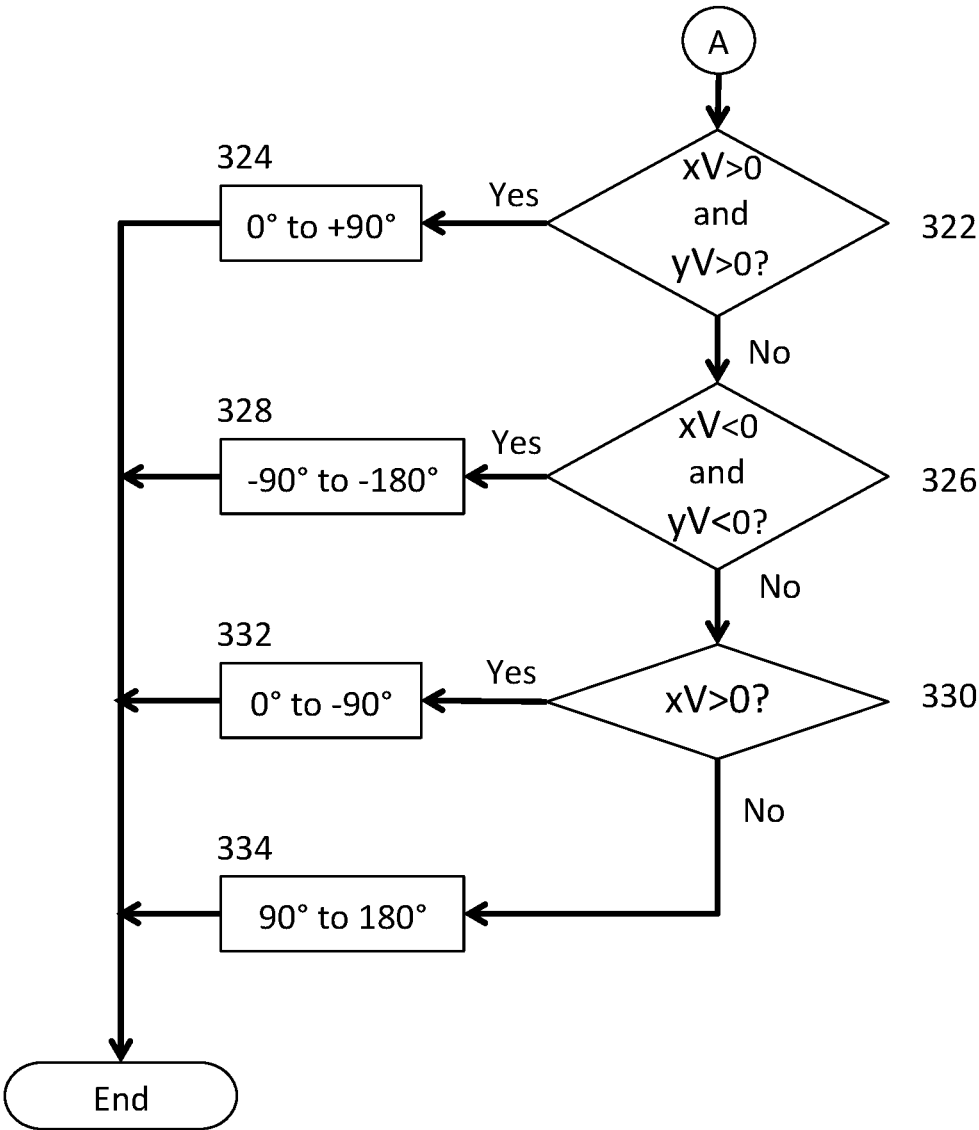 A
324
xV>0
and
yV>0?
Yes
0° to +90°
322
No
328
xV<0
and
yV<0?
Yes
-90° to -180°
326
No
332
Yes
0° to -90°
xV>0?
330
No
334
90° to 180°
End